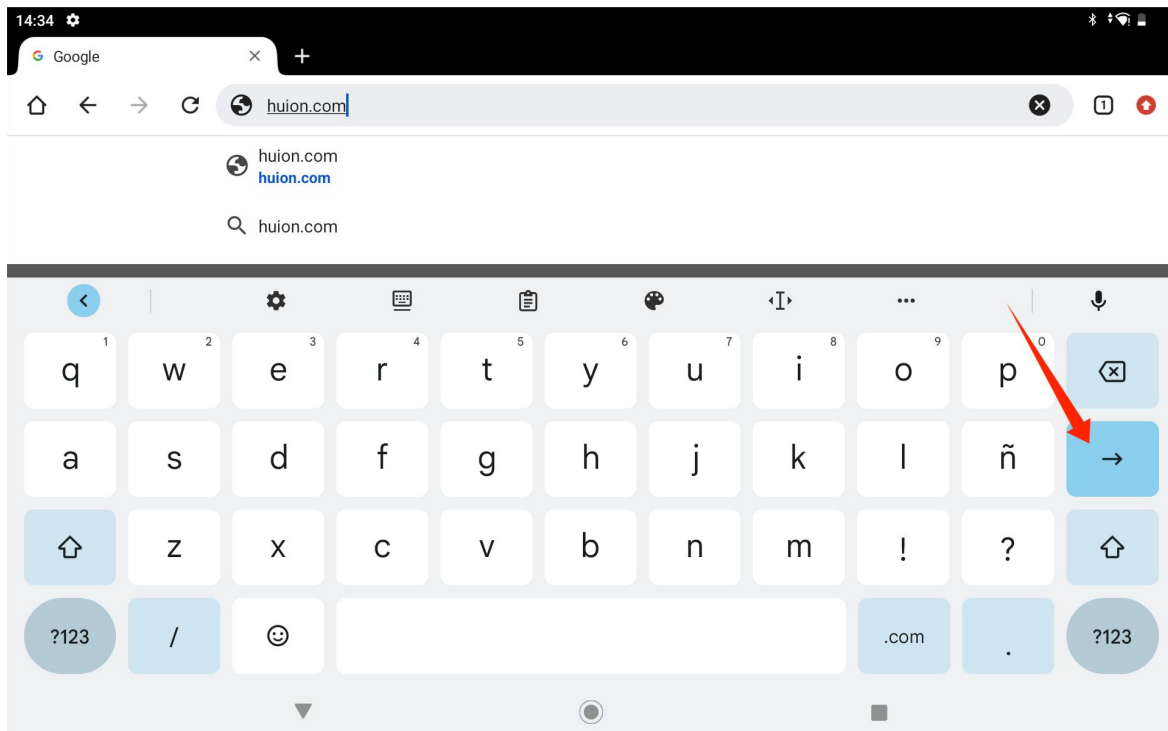 14:34
Google
huion.com
1
huion.com
huion.com
huion.com
1 2 3 4 5 6 7 8 9 0
q w e r t y u i o p
a s d f g h j k l ñ
z x c v b n m ! ?
?123 / .com . ?123